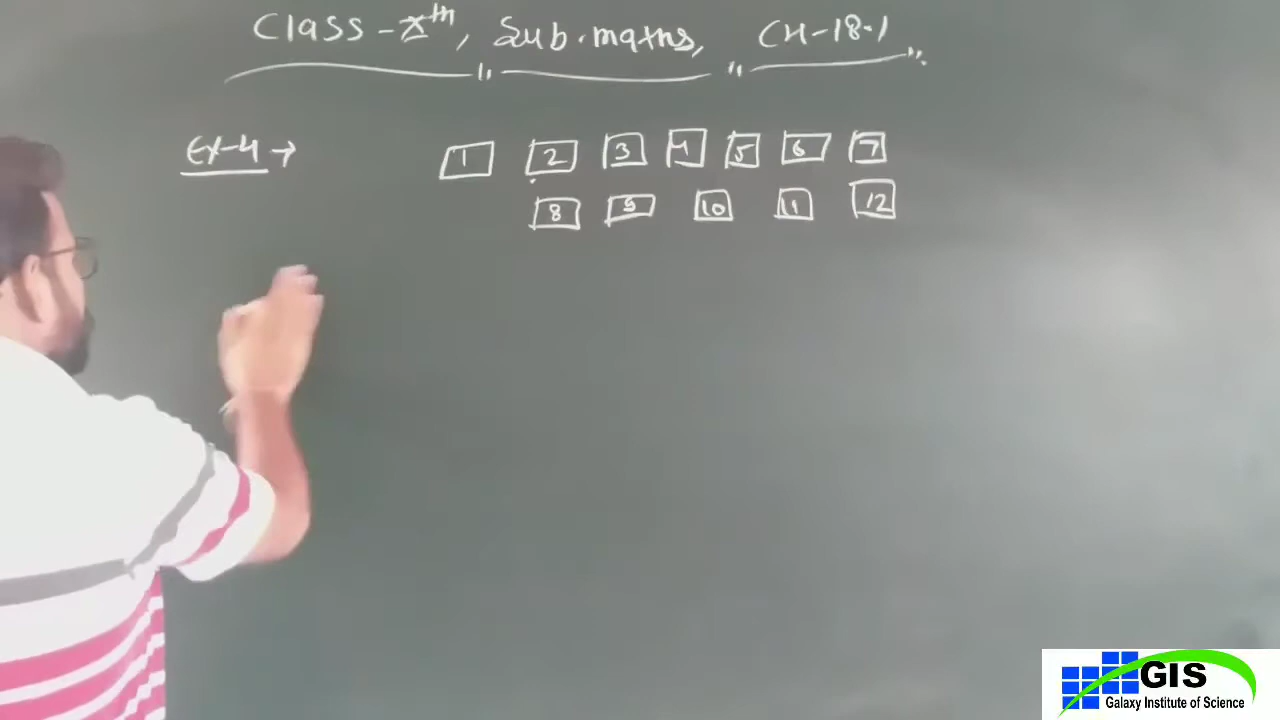 Class - Xth, Sub. maths, CH-18.1
Ex-4 → 1 2 3 4 5 6 7
8 9 10 11 12
GIS
Galaxy Institute of Science